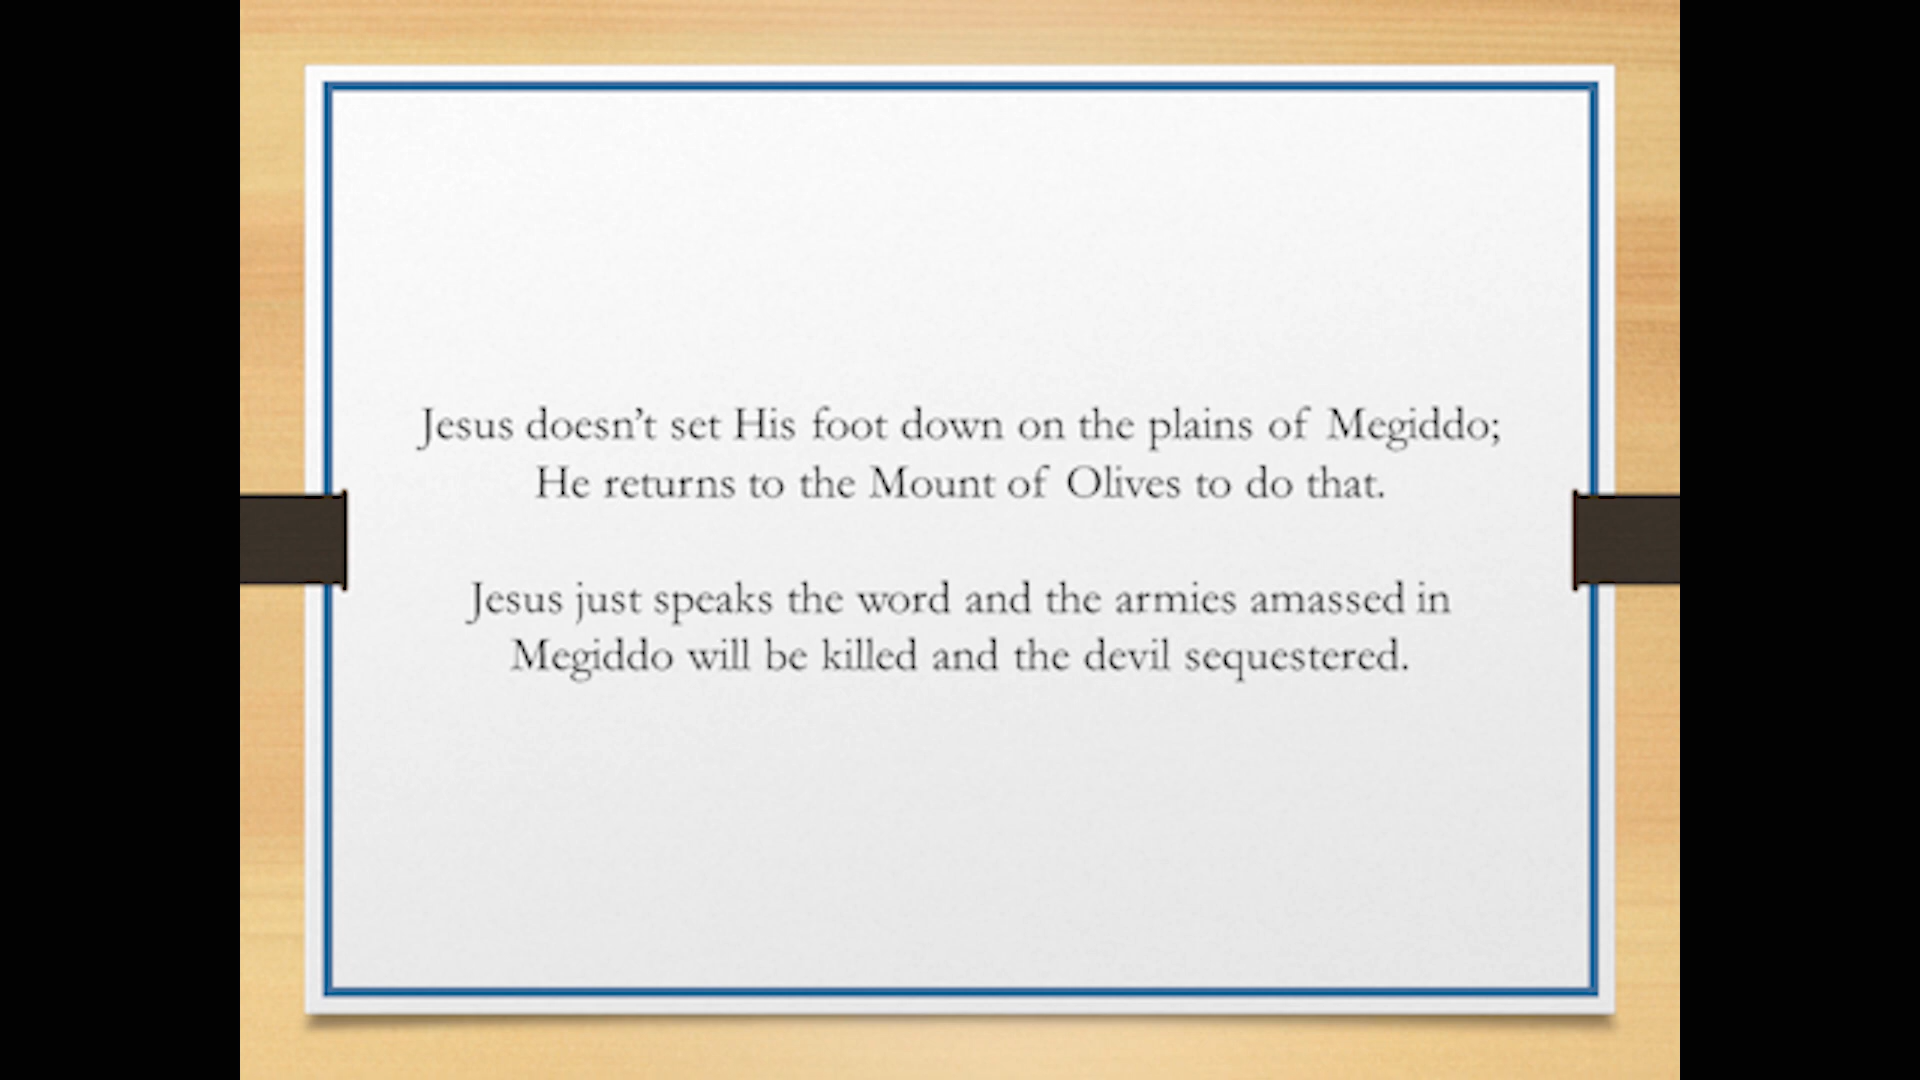 Jesus doesn’t set His foot down on the plains of Megiddo;
He returns to the Mount of Olives to do that.
Jesus just speaks the word and the armies amassed in
Megiddo will be killed and the devil sequestered.